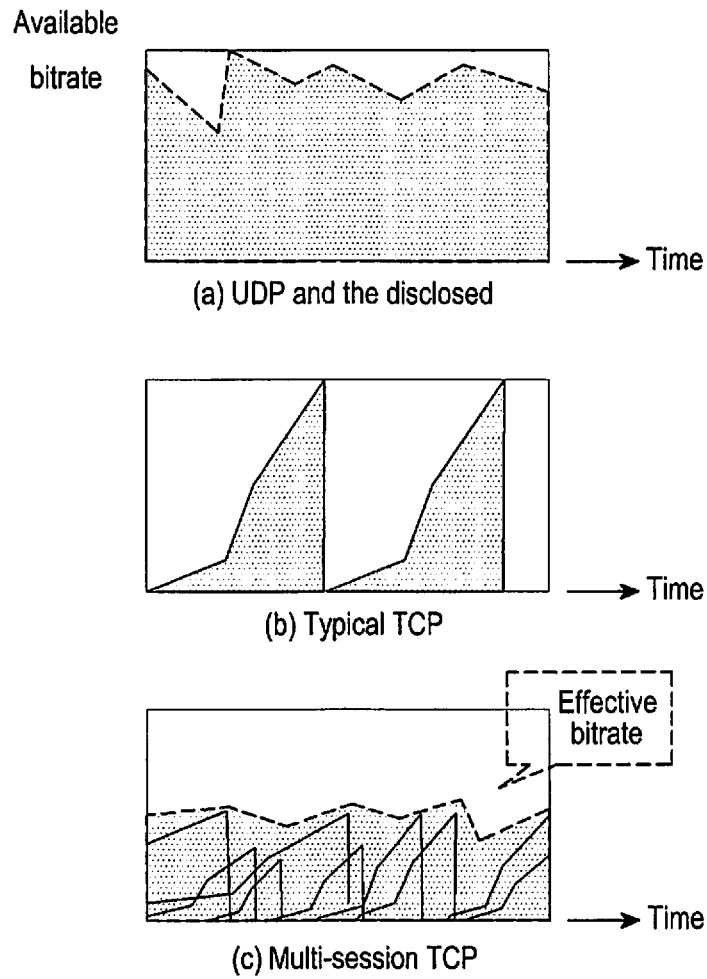 Available
bitrate
Time
(a) UDP and the disclosed
Time
(b) Typical TCP
Effective
bitrate
Time
(c) Multi-session TCP